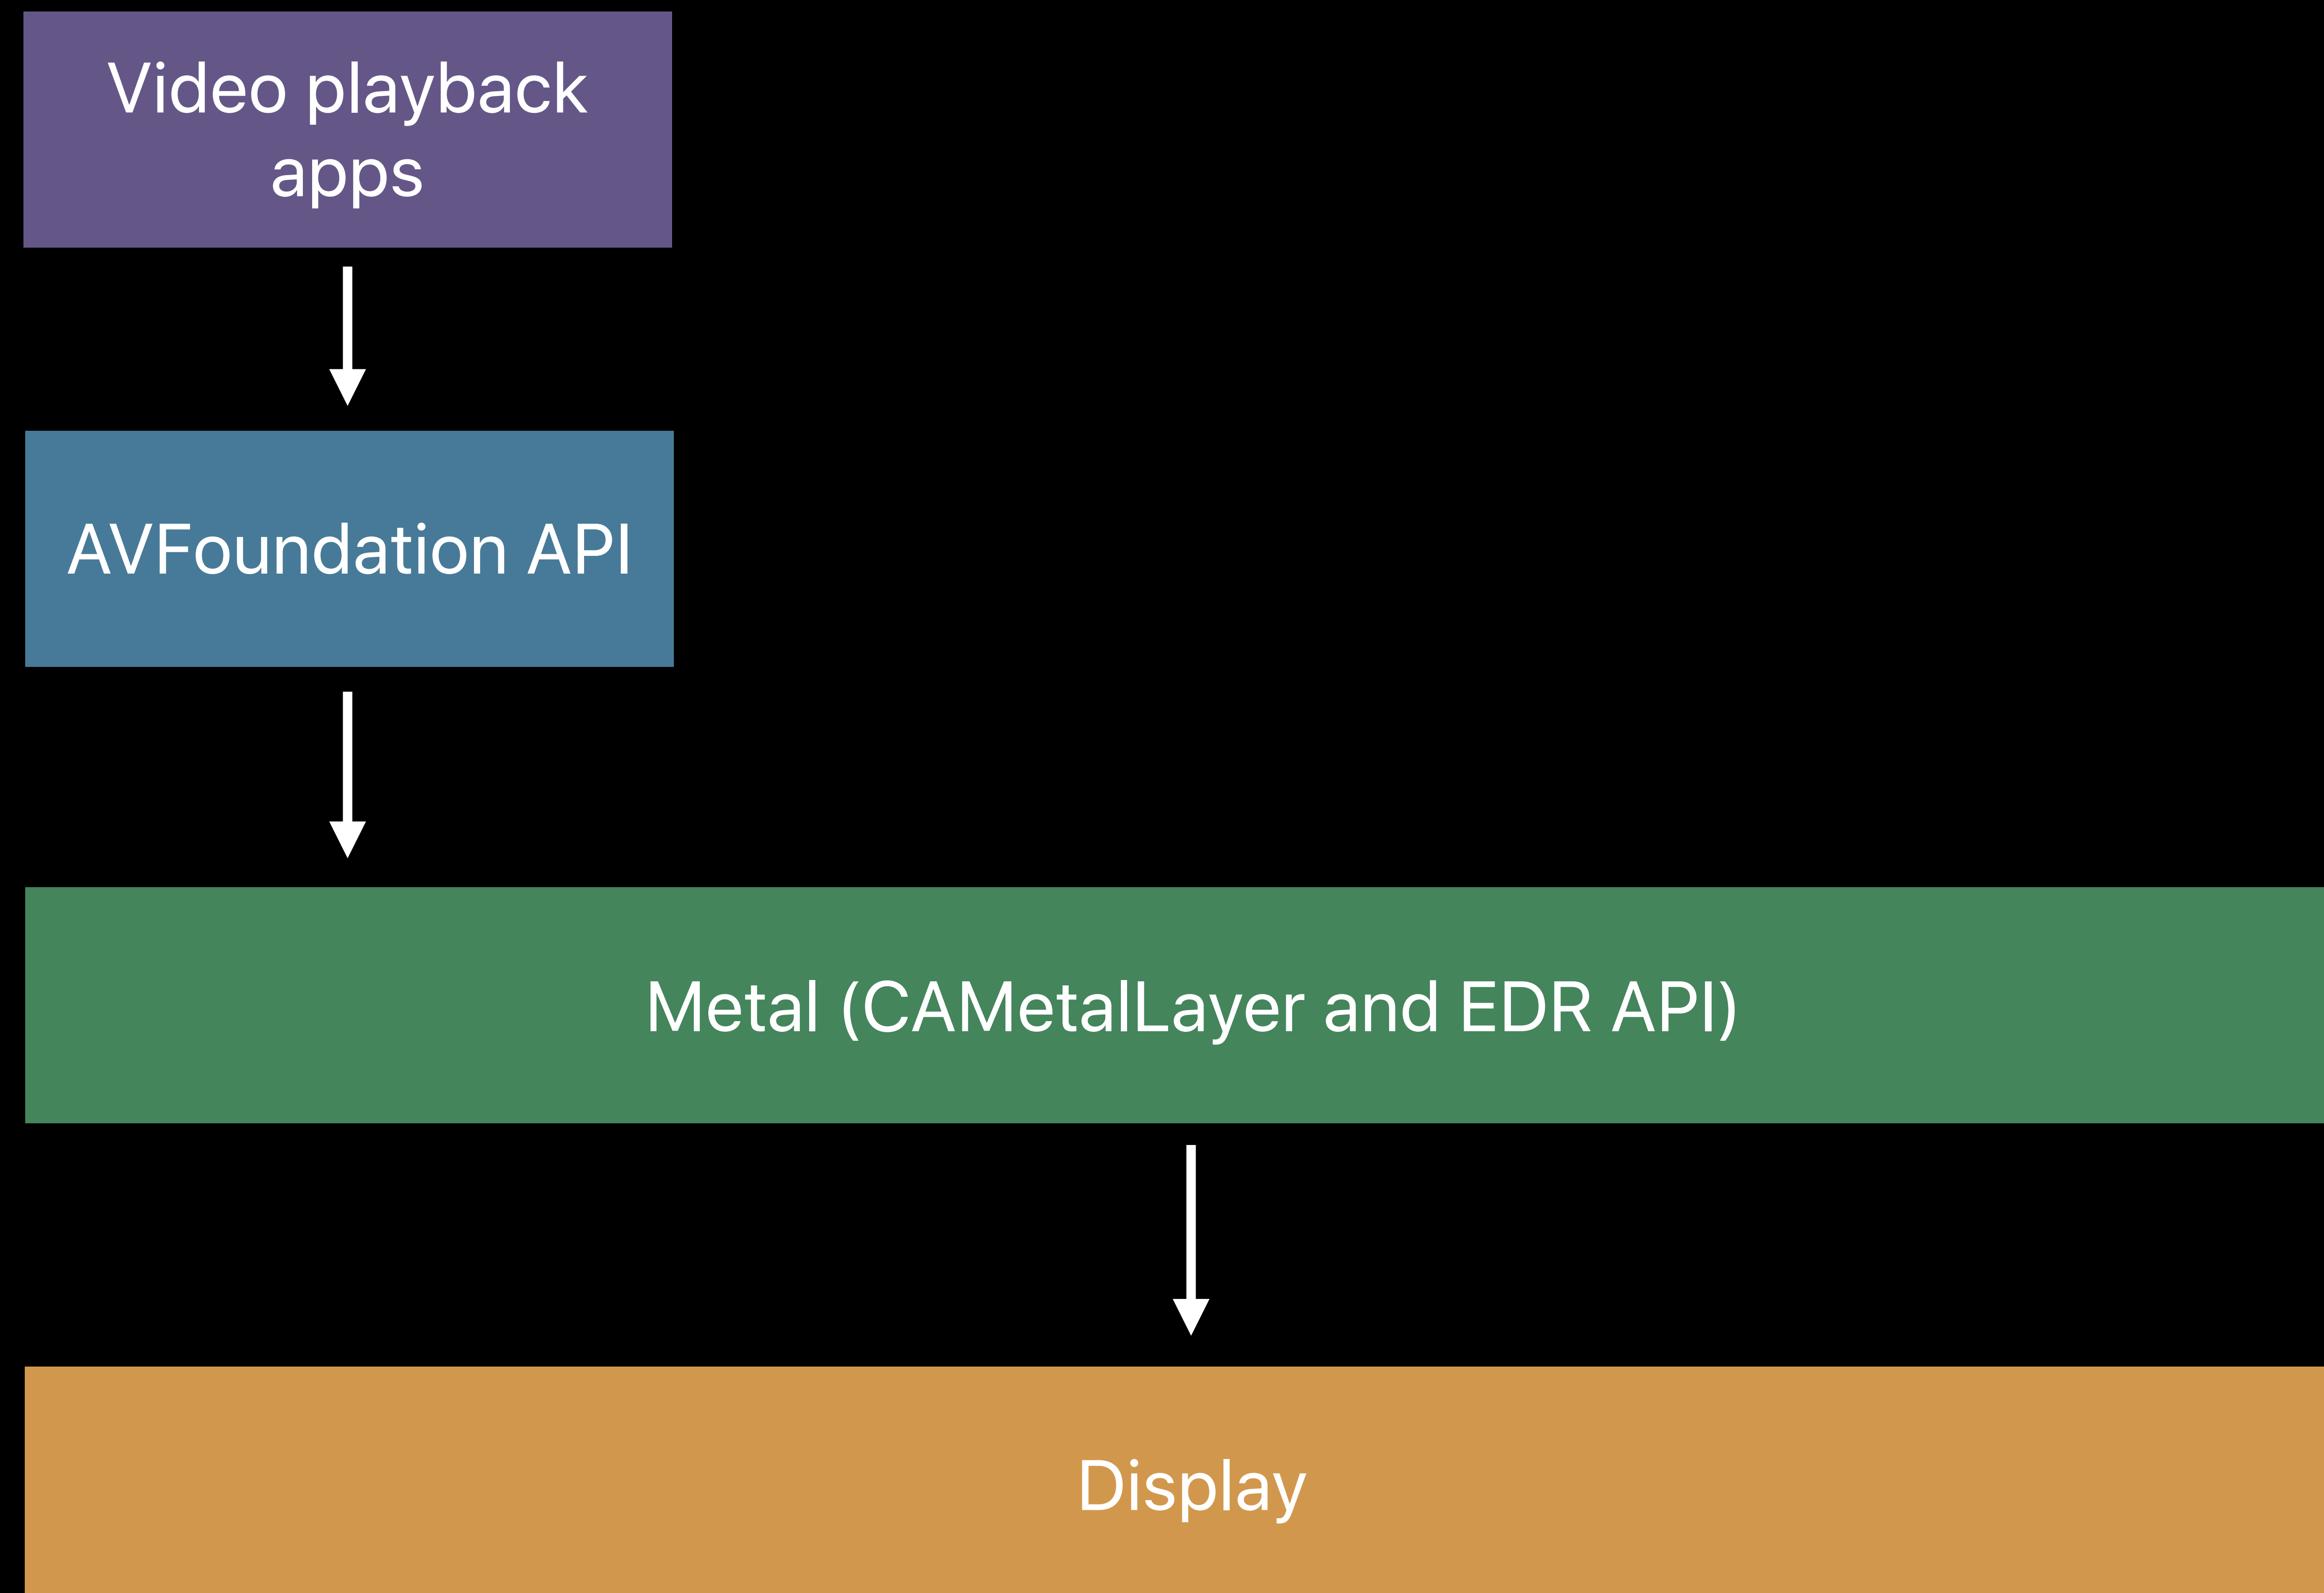 Video playback
apps
AVFoundation API
Metal (CAMetalLayer and EDR API)
Display